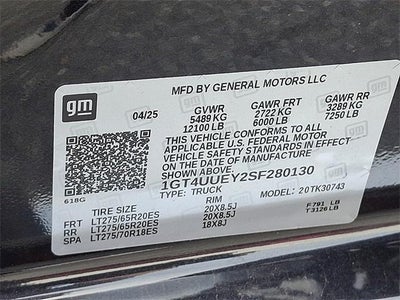 gm
MFD BY GENERAL MOTORS LLC
04/25 GVWR GAWR FRT GAWR RR
5489 KG 2722 KG 3289 KG
12100 LB 6000 LB 7250 LB
THIS VEHICLE CONFORMS TO ALL
APPLICABLE U.S. FEDERAL MOTOR
VEHICLE SAFETY STANDARDS IN EFFECT
ON THE DATE OF MANUFACTURE SHOWN ABOVE.
1GT4UUEY2SF280130
618G TYPE: TRUCK MODEL: 20TK30743
TIRE SIZE RIM
FRT LT275/65R20ES 20X8.5J F791 LB
RR LT275/65R20ES 20X8.5J T3126 LB
SPA LT275/70R18ES 18X8J